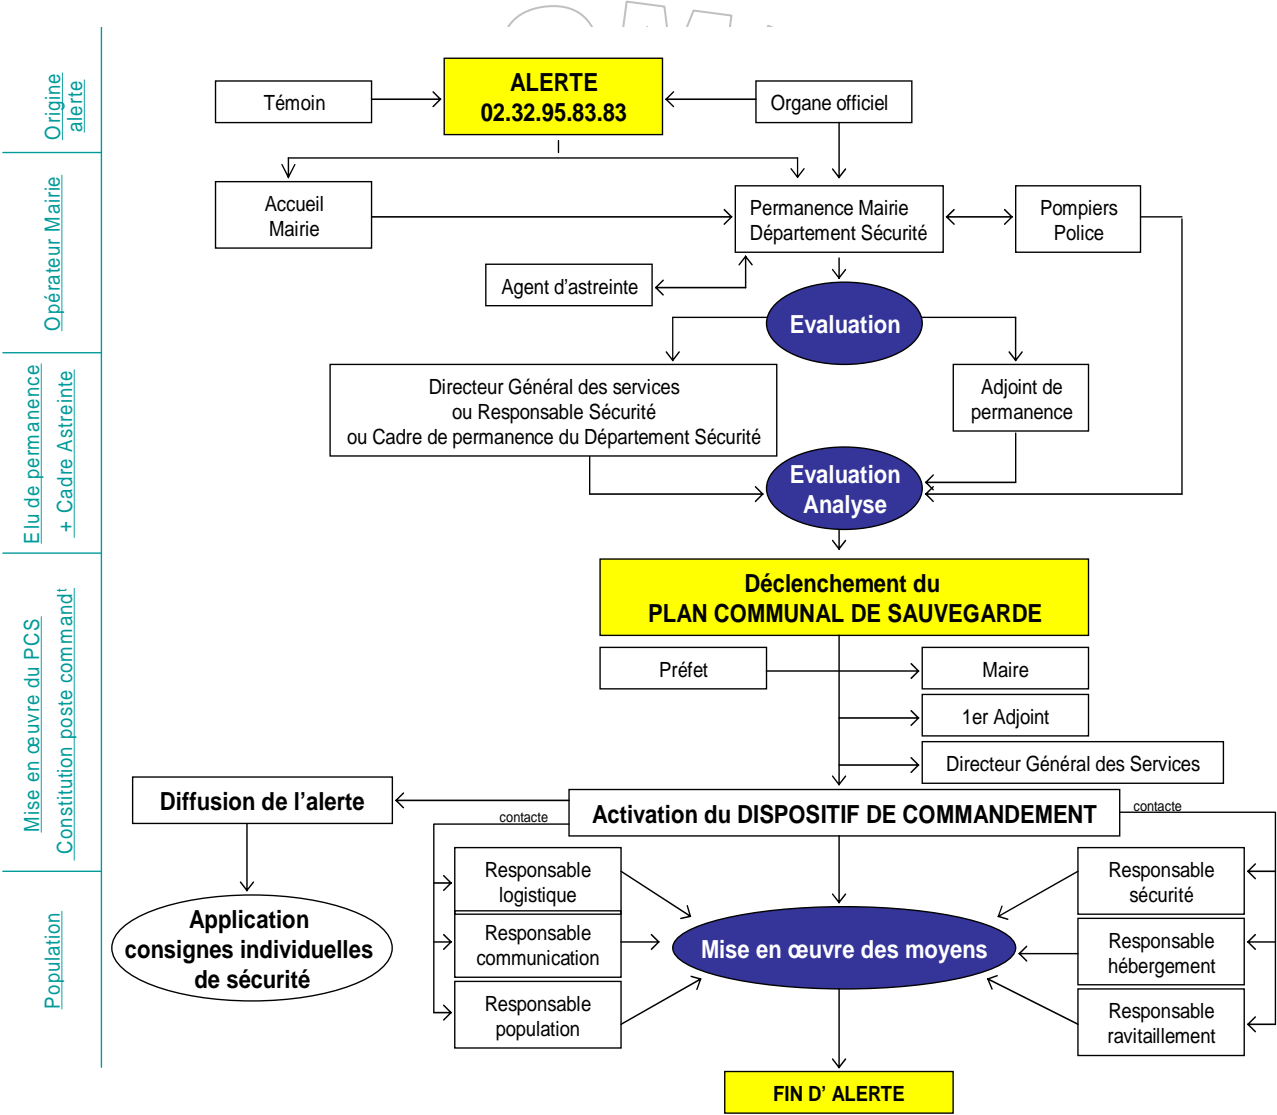 Origine
alerte
Témoin
ALERTE
02.32.95.83.83
Organe officiel
Opérateur Mairie
Accueil
Mairie
Permanence Mairie
Département Sécurité
Pompiers
Police
Agent d'astreinte
Evaluation
Elu de permanence
+ Cadre Astreinte
Directeur Général des services
ou Responsable Sécurité
ou Cadre de permanence du Département Sécurité
Adjoint de
permanence
Evaluation
Analyse
Mise en œuvre du PCS
Constitution poste commandt
Déclenchement du
PLAN COMMUNAL DE SAUVEGARDE
Préfet
Maire
1er Adjoint
Directeur Général des Services
Diffusion de l'alerte
Activation du DISPOSITIF DE COMMANDEMENT
contacte
contacte
Population
Application
consignes individuelles
de sécurité
Responsable
logistique
Responsable
communication
Responsable
population
Mise en œuvre des moyens
Responsable
sécurité
Responsable
hébergement
Responsable
ravitaillement
FIN D' ALERTE